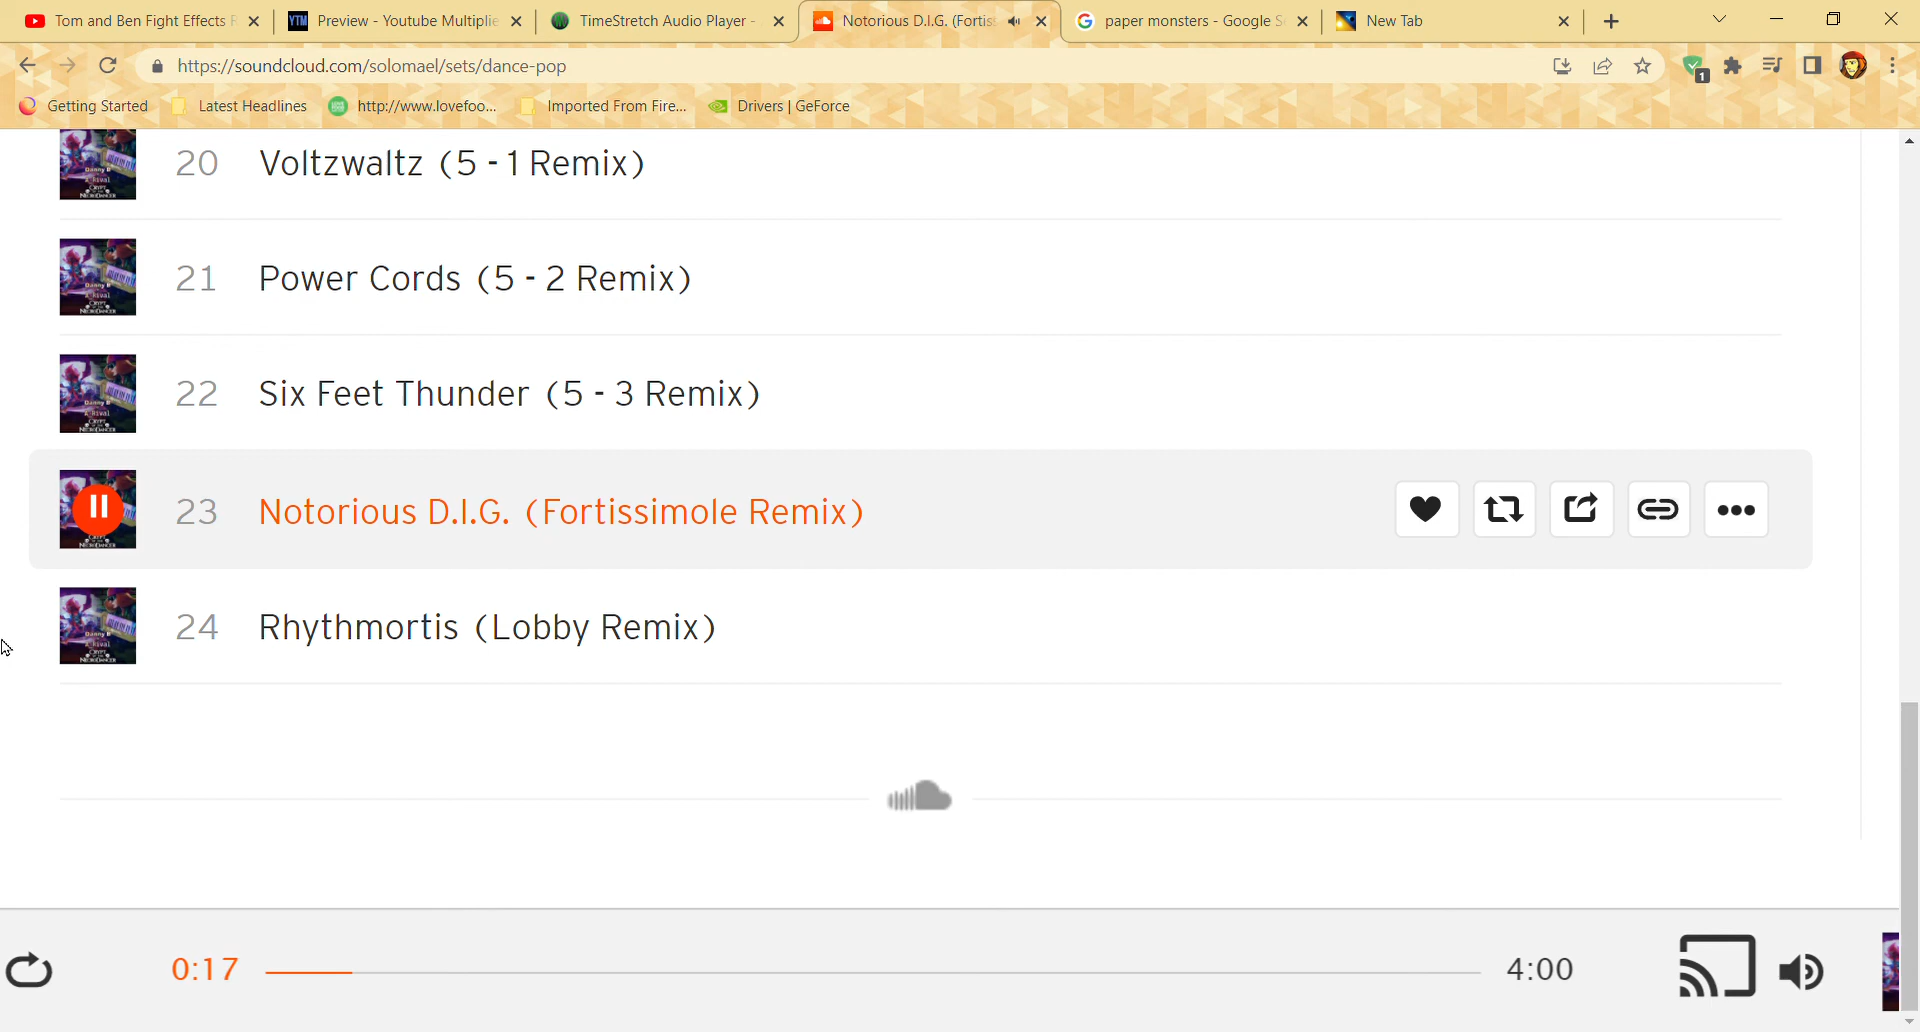 Tom and Ben Fight Effects
Preview - Youtube Multiplie
TimeStretch Audio Player -
Notorious D.I.G. (Fortiss
paper monsters - Google S
New Tab
https://soundcloud.com/solomael/sets/dance-pop
1
Getting Started
Latest Headlines
http://www.lovefoo...
Imported From Fire...
Drivers | GeForce
20 Voltzwaltz (5 - 1 Remix)
21 Power Cords (5 - 2 Remix)
22 Six Feet Thunder (5 - 3 Remix)
23 Notorious D.I.G. (Fortissimole Remix)
24 Rhythmortis (Lobby Remix)
0:17
4:00